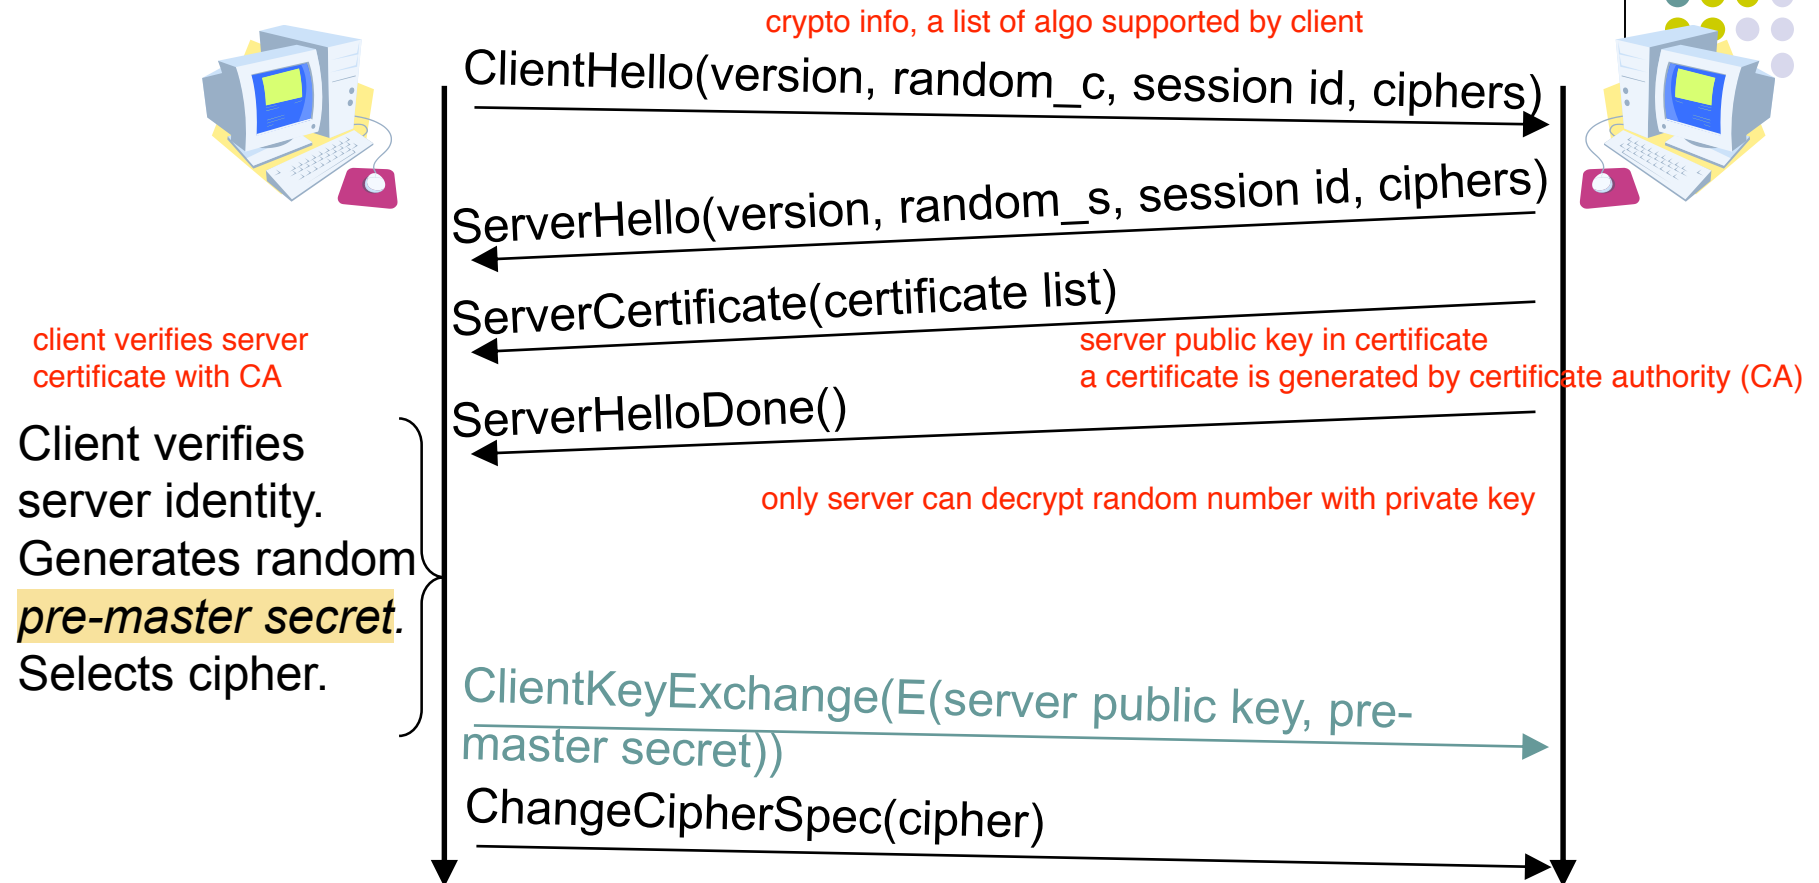 crypto info, a list of algo supported by client
ClientHello(version, random_c, session id, ciphers)
ServerHello(version, random_s, session id, ciphers)
ServerCertificate(certificate list)
client verifies server
certificate with CA
server public key in certificate
a certificate is generated by certificate authority (CA)
ServerHelloDone()
Client verifies
server identity.
Generates random
pre-master secret.
Selects cipher.
only server can decrypt random number with private key
ClientKeyExchange(E(server public key, pre-
master secret))
ChangeCipherSpec(cipher)